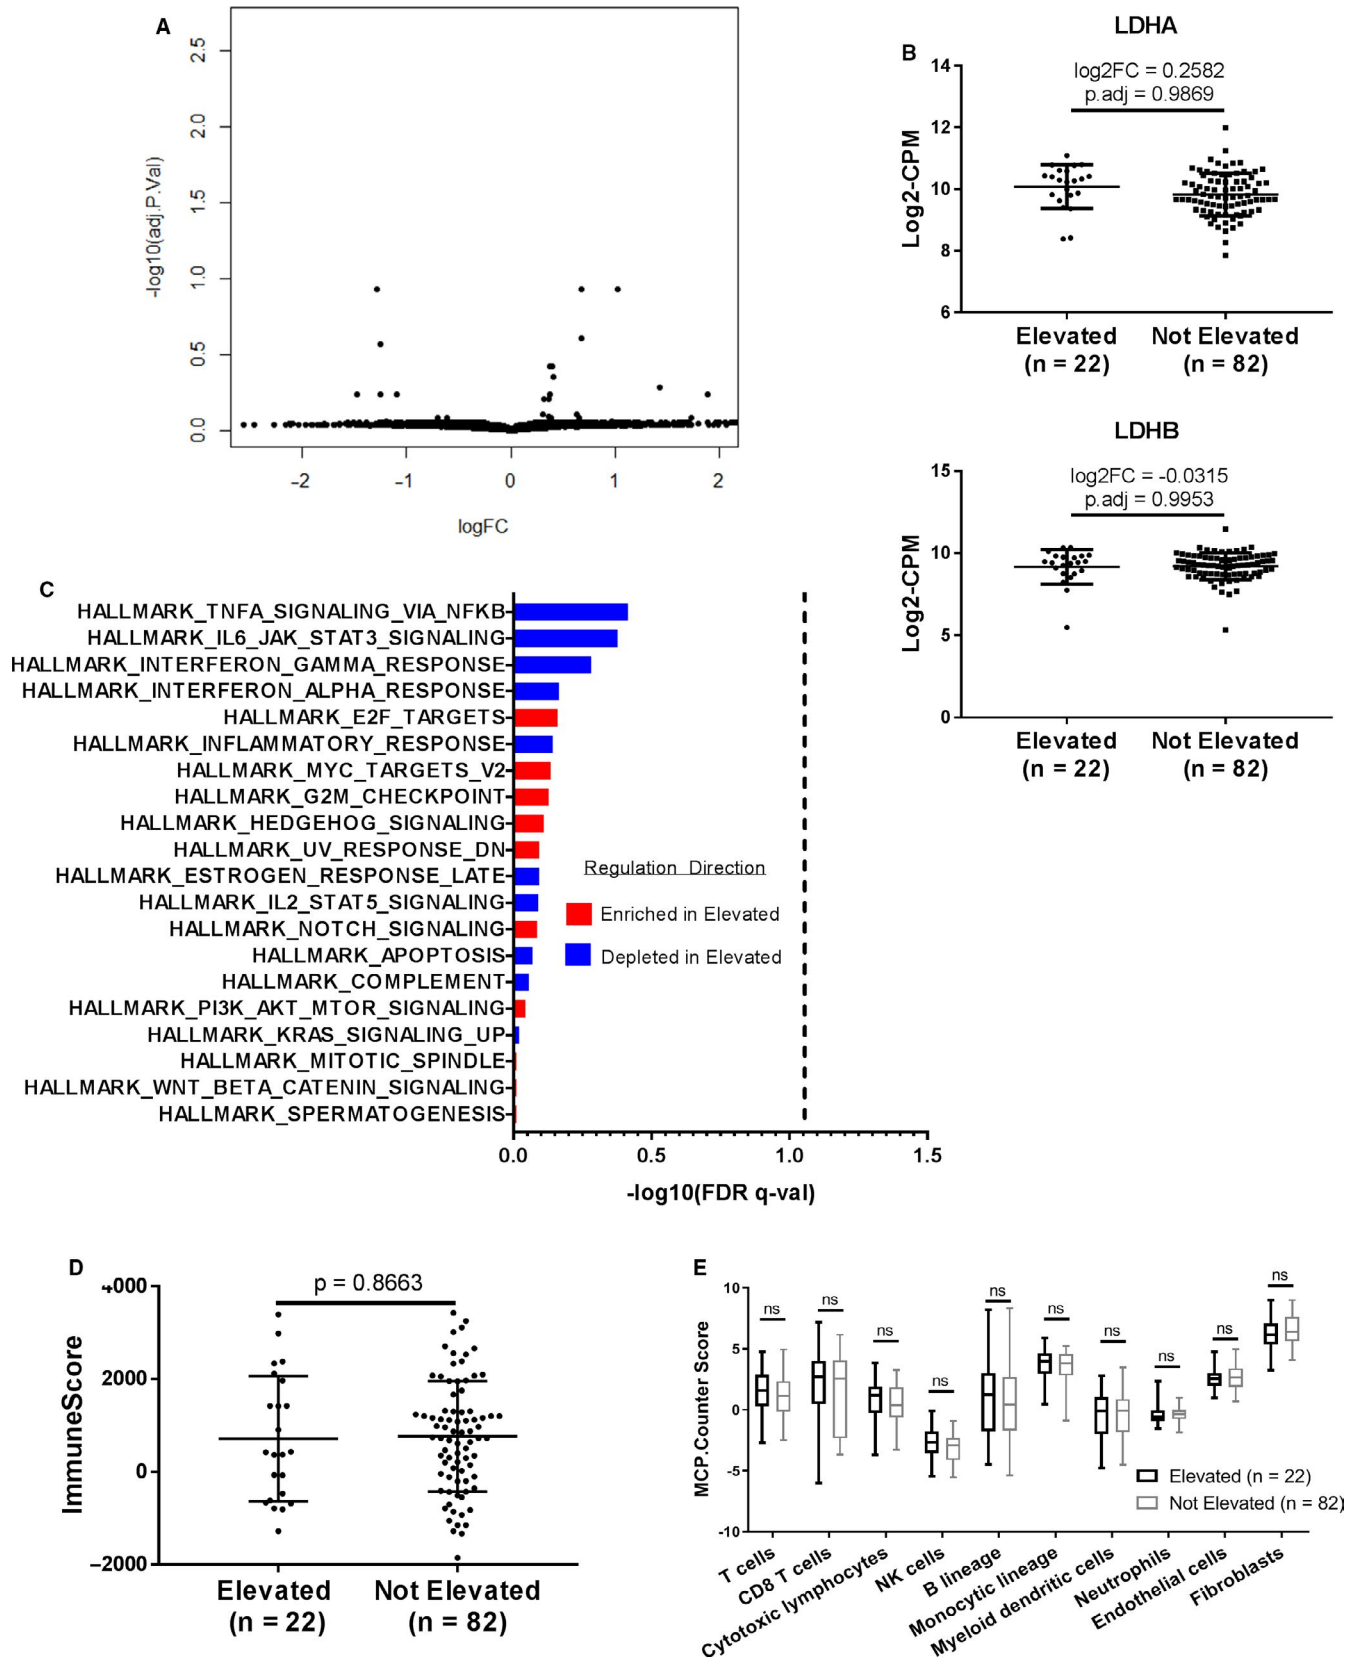 A
2.5
2.0
1.5
1.0
0.5
0.0
-log10(adj.P.Val)
−2
−1
0
1
2
logFC
B
LDHA
log2FC = 0.2582
p.adj = 0.9869
14
12
10
8
6
Log2-CPM
Elevated
(n = 22)
Not Elevated
(n = 82)
LDHB
log2FC = -0.0315
p.adj = 0.9953
15
10
5
0
Log2-CPM
Elevated
(n = 22)
Not Elevated
(n = 82)
C
HALLMARK_TNFA_SIGNALING_VIA_NFKB
HALLMARK_IL6_JAK_STAT3_SIGNALING
HALLMARK_INTERFERON_GAMMA_RESPONSE
HALLMARK_INTERFERON_ALPHA_RESPONSE
HALLMARK_E2F_TARGETS
HALLMARK_INFLAMMATORY_RESPONSE
HALLMARK_MYC_TARGETS_V2
HALLMARK_G2M_CHECKPOINT
HALLMARK_HEDGEHOG_SIGNALING
HALLMARK_UV_RESPONSE_DN
HALLMARK_ESTROGEN_RESPONSE_LATE
HALLMARK_IL2_STAT5_SIGNALING
HALLMARK_NOTCH_SIGNALING
HALLMARK_APOPTOSIS
HALLMARK_COMPLEMENT
HALLMARK_PI3K_AKT_MTOR_SIGNALING
HALLMARK_KRAS_SIGNALING_UP
HALLMARK_MITOTIC_SPINDLE
HALLMARK_WNT_BETA_CATENIN_SIGNALING
HALLMARK_SPERMATOGENESIS
Regulation Direction
Enriched in Elevated
Depleted in Elevated
0.0
0.5
1.0
1.5
-log10(FDR q-val)
D
p = 0.8663
4000
2000
0
−2000
ImmuneScore
Elevated
(n = 22)
Not Elevated
(n = 82)
E
10
5
0
-5
-10
MCP.Counter Score
ns
ns
ns
ns
ns
ns
ns
ns
ns
ns
Elevated (n = 22)
Not Elevated (n = 82)
T cells
CD8 T cells
Cytotoxic lymphocytes
NK cells
B lineage
Monocytic lineage
Myeloid dendritic cells
Neutrophils
Endothelial cells
Fibroblasts